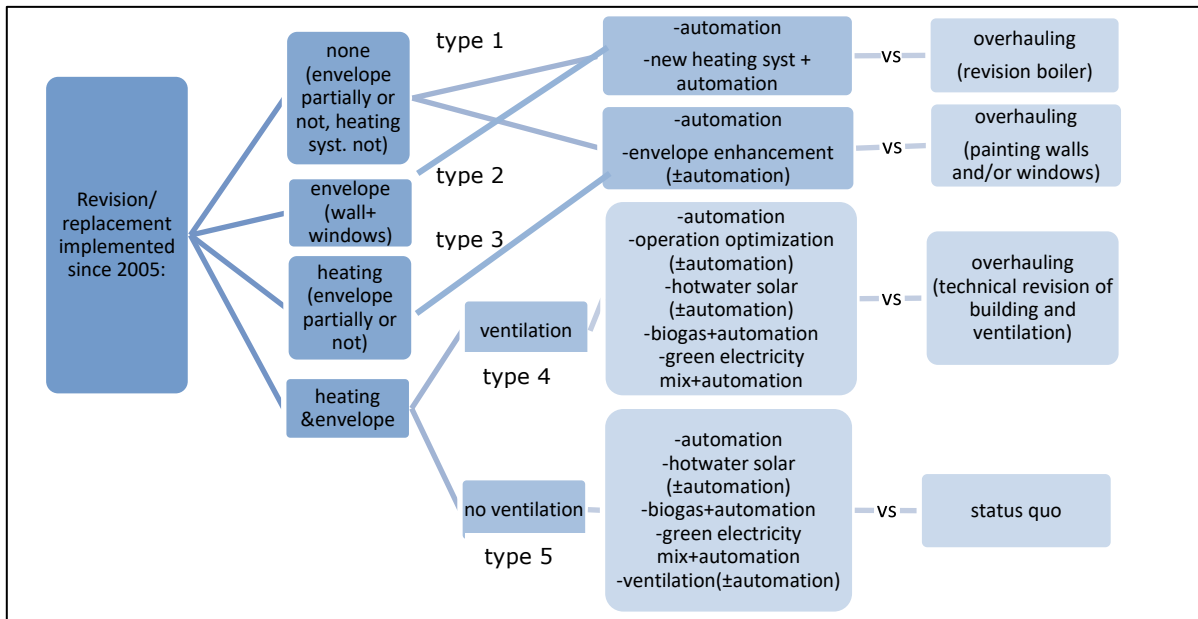 Revision/
replacement
implemented
since 2005:
none
(envelope
partially or
not, heating
syst. not)
envelope
(wall+
windows)
heating
(envelope
partially or
not)
heating
&envelope
type 1
type 2
type 3
ventilation
type 4
no ventilation
type 5
-automation
-new heating syst +
automation
vs
overhauling
(revision boiler)
-automation
-envelope enhancement
(±automation)
vs
overhauling
(painting walls
and/or windows)
-automation
-operation optimization
(±automation)
-hotwater solar
(±automation)
-biogas+automation
-green electricity
mix+automation
vs
overhauling
(technical revision of
building and
ventilation)
-automation
-hotwater solar
(±automation)
-biogas+automation
-green electricity
mix+automation
-ventilation(±automation)
vs
status quo